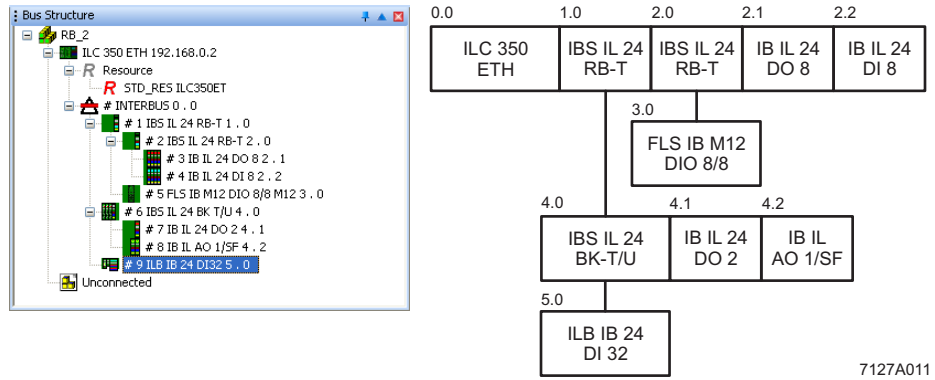 Bus Structure
RB_2
ILC 350 ETH 192.168.0.2
R Resource
R STD_RES ILC350ET
# INTERBUS 0 . 0
# 1 IBS IL 24 RB-T 1 . 0
# 2 IBS IL 24 RB-T 2 . 0
# 3 IB IL 24 DO 8 2 . 1
# 4 IB IL 24 DI 8 2 . 2
# 5 FLS IB M12 DIO 8/8 M12 3 . 0
# 6 IBS IL 24 BK T/U 4 . 0
# 7 IB IL 24 DO 2 4 . 1
# 8 IB IL AO 1/SF 4 . 2
# 9 ILB IB 24 DI32 5 . 0
Unconnected
0.0 1.0 2.0 2.1 2.2
ILC 350 IBS IL 24 IBS IL 24 IB IL 24 IB IL 24
ETH RB-T RB-T DO 8 DI 8
3.0
FLS IB M12
DIO 8/8
4.0 4.1 4.2
IBS IL 24 IB IL 24 IB IL
BK-T/U DO 2 AO 1/SF
5.0
ILB IB 24
DI 32
7127A011